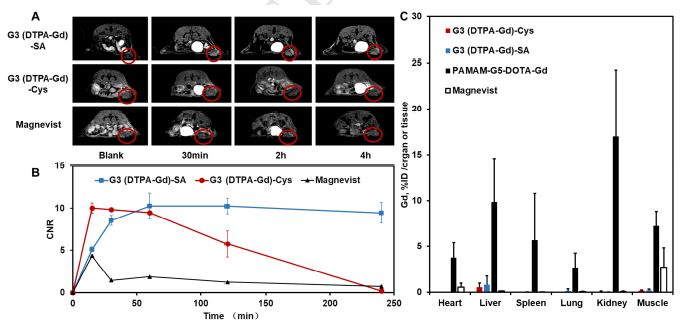 A
G3 (DTPA-Gd)
-SA
G3 (DTPA-Gd)
-Cys
Magnevist
Blank 30min 2h 4h
B
15
10
5
0
CNR
G3 (DTPA-Gd)-SA G3 (DTPA-Gd)-Cys Magnevist
0 50 100 150 200 250
Time (min)
C
30
25
20
15
10
5
0
Gd, %ID /crgan or tissue
G3 (DTPA-Gd)-Cys
G3 (DTPA-Gd)-SA
PAMAM-G5-DOTA-Gd
Magnevist
Heart Liver Spleen Lung Kidney Muscle